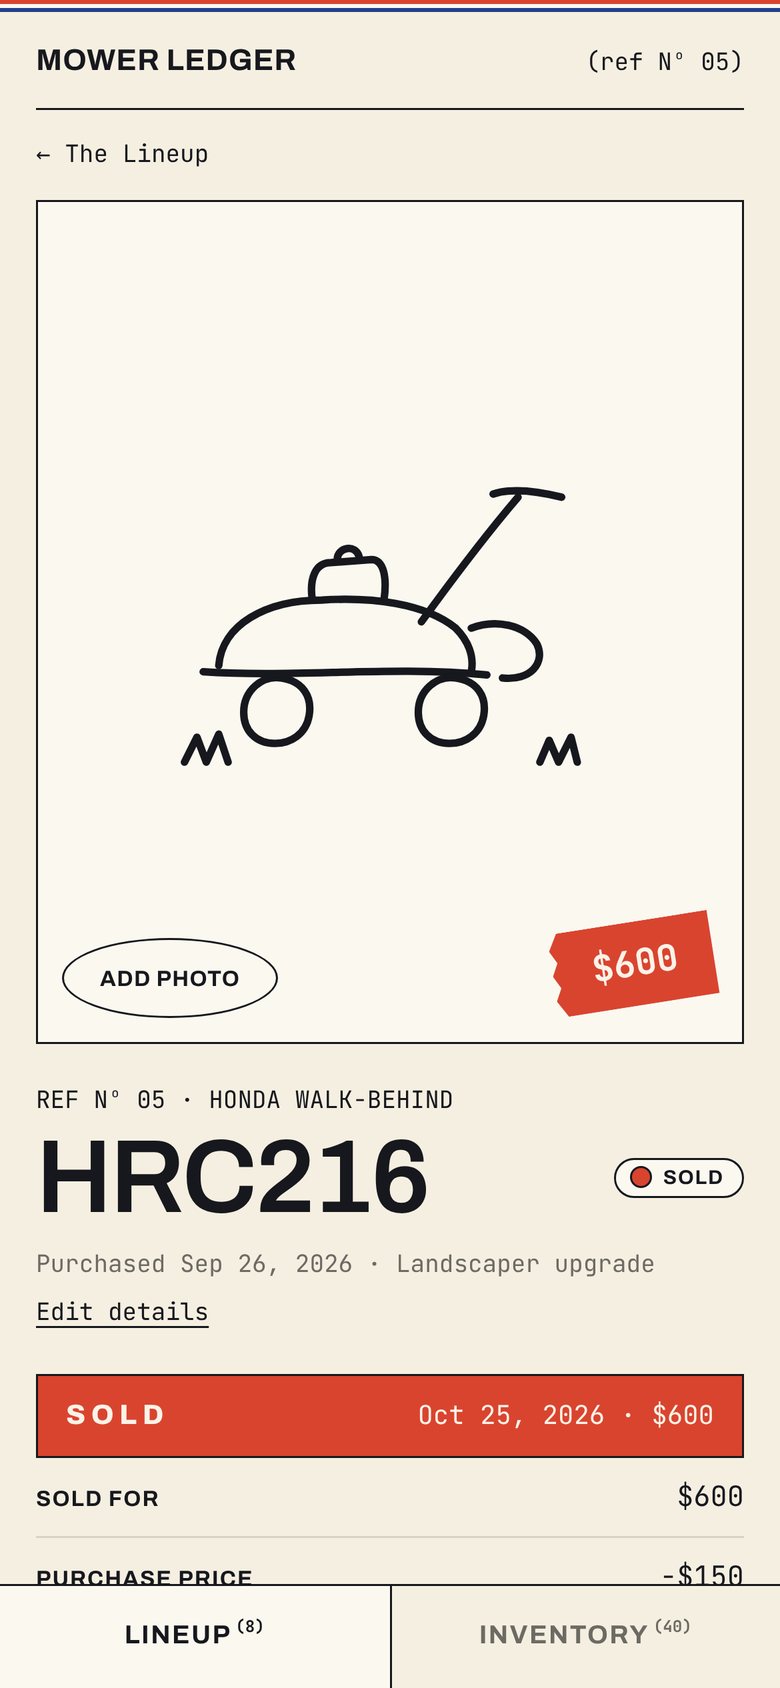 MOWER LEDGER
(ref Nº 05)
← The Lineup
ADD PHOTO
$600
REF Nº 05 · HONDA WALK-BEHIND
HRC216
SOLD
Purchased Sep 26, 2026 · Landscaper upgrade
Edit details
SOLD
Oct 25, 2026 · $600
SOLD FOR
$600
PURCHASE PRICE
-$150
LINEUP (8)
INVENTORY (40)